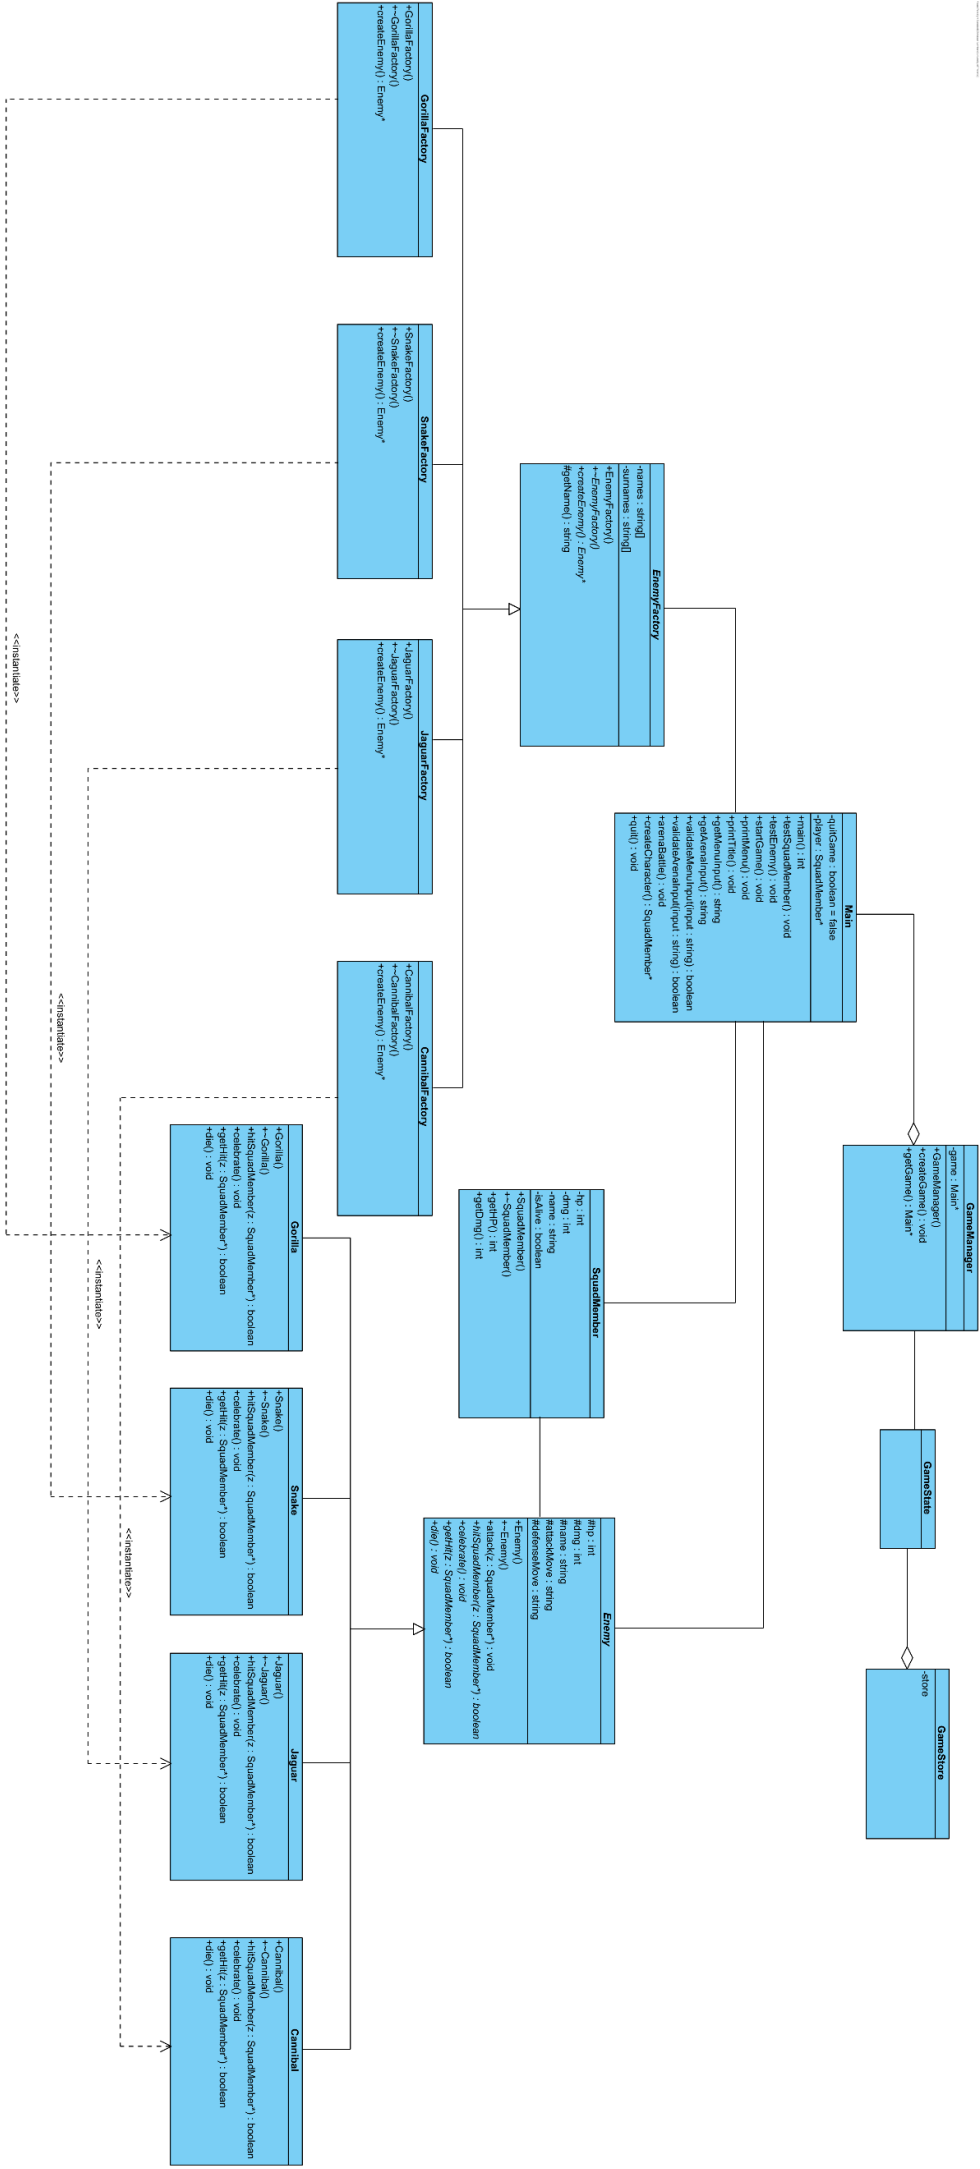 GorillaFactory
+GorillaFactory()
+~GorillaFactory()
+createEnemy() : Enemy*
SnakeFactory
+SnakeFactory()
+~SnakeFactory()
+createEnemy() : Enemy*
EnemyFactory
-names : string[]
-surnames : string[]
+EnemyFactory()
+~EnemyFactory()
+createEnemy() : Enemy*
#getName() : string
JaguarFactory
+JaguarFactory()
+~JaguarFactory()
+createEnemy() : Enemy*
CannibalFactory
+CannibalFactory()
+~CannibalFactory()
+createEnemy() : Enemy*
Main
-quitGame : boolean = false
-player : SquadMember*
+main() : int
+testSquadMember() : void
+testEnemy() : void
+startGame() : void
+printMenu() : void
+printTitle() : void
+getMenuInput() : string
+getArenaInput() : string
+validateMenuInput(input : string) : boolean
+validateArenaInput(input : string) : boolean
+arenaBattle() : void
+createCharacter() : SquadMember*
+quit() : void
GameManager
-game : Main*
+GameManager()
+createGame() : void
+getGame() : Main*
GameState
GameStore
-store
SquadMember
-hp : int
-dmg : int
-name : string
-isAlive : boolean
+SquadMember()
+~SquadMember()
+getHP() : int
+getDmg() : int
Enemy
#hp : int
#dmg : int
#name : string
#attackMove : string
#defenseMove : string
+Enemy()
+~Enemy()
+attack(z : SquadMember*) : void
+hitSquadMember(z : SquadMember*) : boolean
+celebrate() : void
+getHit(z : SquadMember*) : boolean
+die() : void
Gorilla
+Gorilla()
+~Gorilla()
+hitSquadMember(z : SquadMember*) : boolean
+celebrate() : void
+getHit(z : SquadMember*) : boolean
+die() : void
Snake
+Snake()
+~Snake()
+hitSquadMember(z : SquadMember*) : boolean
+celebrate() : void
+getHit(z : SquadMember*) : boolean
+die() : void
Jaguar
+Jaguar()
+~Jaguar()
+hitSquadMember(z : SquadMember*) : boolean
+celebrate() : void
+getHit(z : SquadMember*) : boolean
+die() : void
Cannibal
+Cannibal()
+~Cannibal()
+hitSquadMember(z : SquadMember*) : boolean
+celebrate() : void
+getHit(z : SquadMember*) : boolean
+die() : void
<<instantiate>>
<<instantiate>>
<<instantiate>>
<<instantiate>>